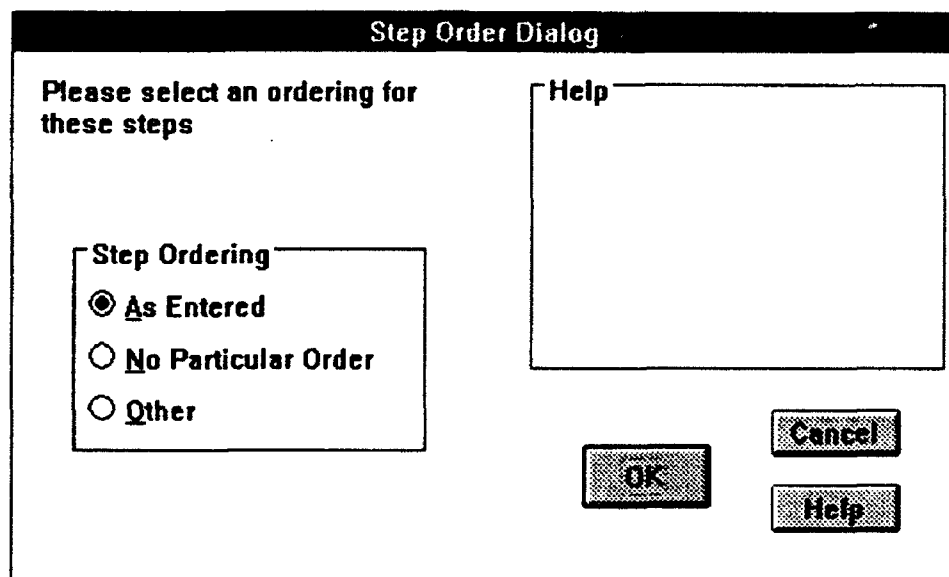 Step Order Dialog
Please select an ordering for
these steps
Help
Step Ordering
As Entered
No Particular Order
Other
Cancel
OK
Help